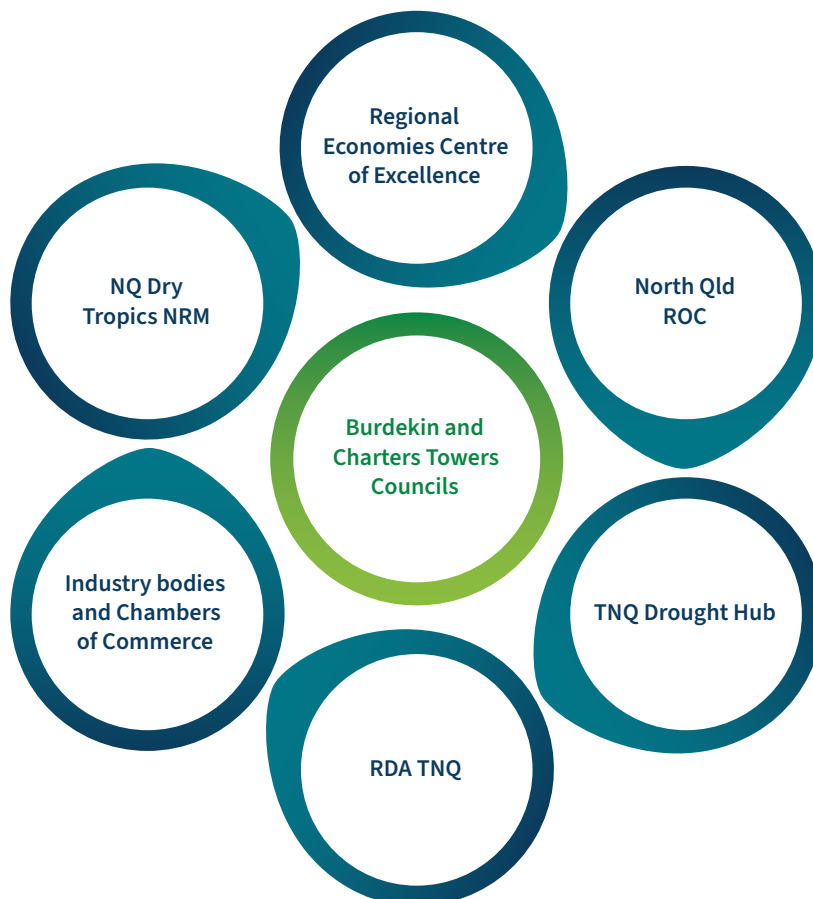 Regional
Economies Centre
of Excellence
NQ Dry
Tropics NRM
North Qld
ROC
Burdekin and
Charters Towers
Councils
Industry bodies
and Chambers
of Commerce
TNQ Drought Hub
RDA TNQ